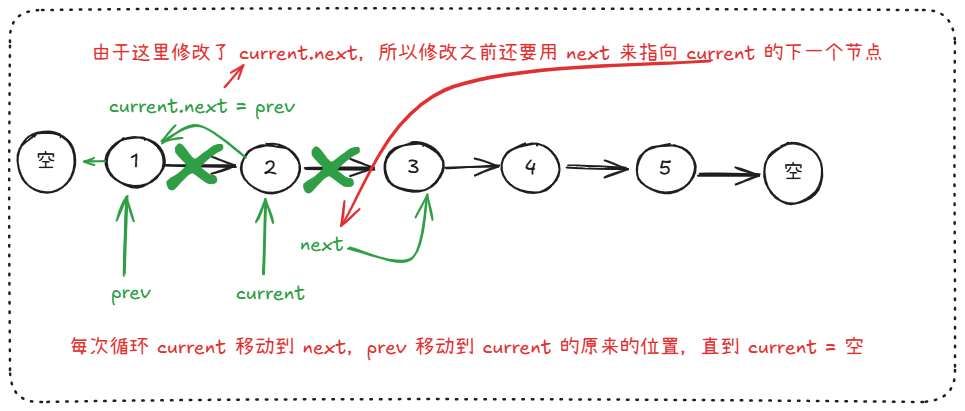 由于这里修改了 current.next，所以修改之前还要用 next 来指向 current 的下一个节点
current.next = prev
空 1 2 3 4 5 空
next
prev current
每次循环 current 移动到 next，prev 移动到 current 的原来的位置，直到 current = 空